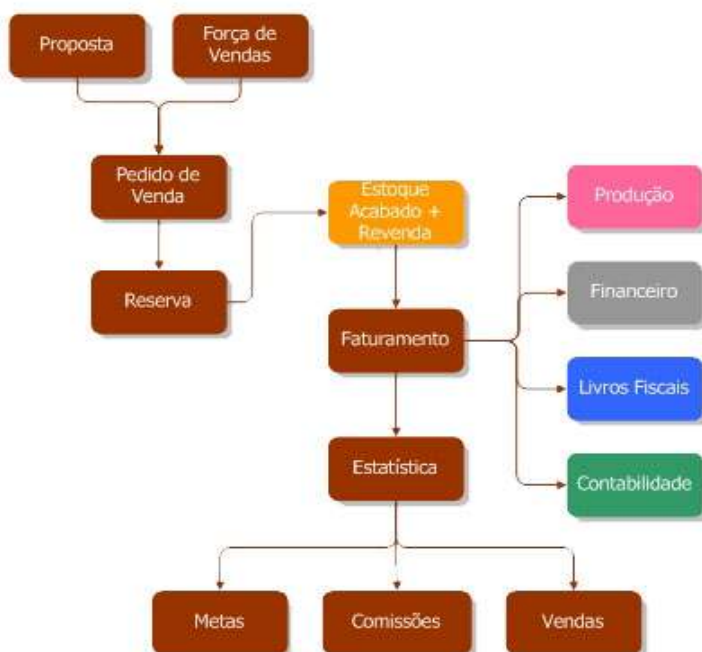 Proposta
Força de
Vendas
Pedido de
Venda
Estoque
Acabado +
Revenda
Produção
Reserva
Financeiro
Faturamento
Livros Fiscais
Estatística
Contabilidade
Metas
Comissões
Vendas